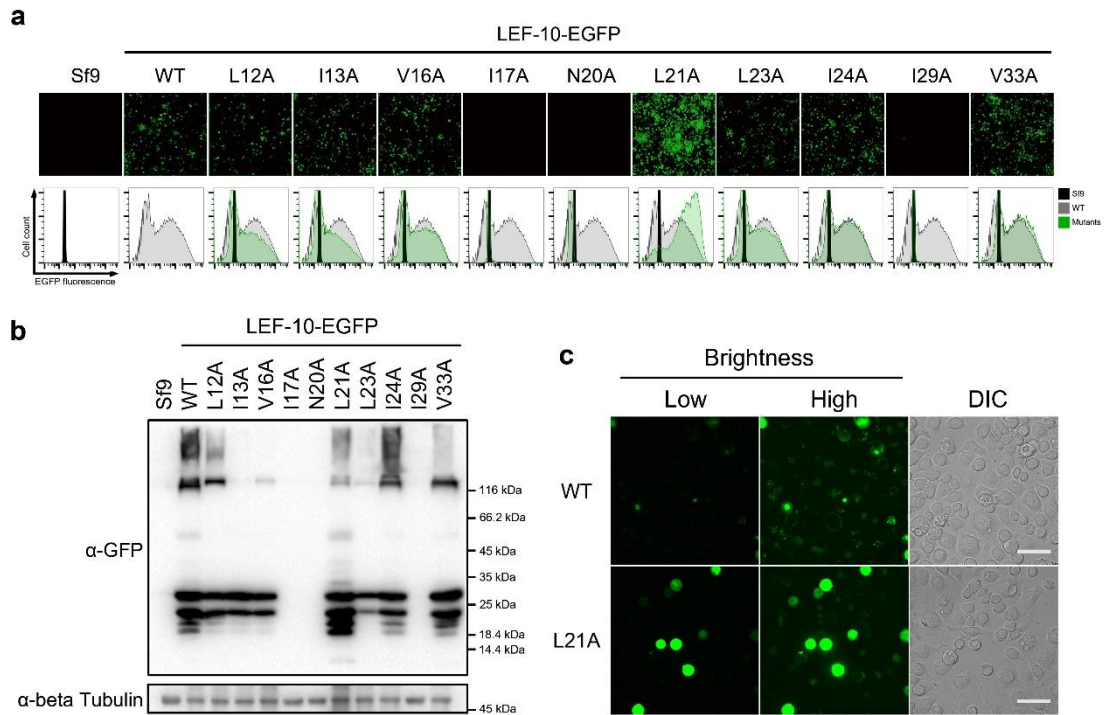 a
LEF-10-EGFP
Sf9 WT L12A I13A V16A I17A N20A L21A L23A I24A I29A V33A
Cell count
EGFP fluorescence
Sf9
WT
Mutants
b
LEF-10-EGFP
Sf9 WT L12A I13A V16A I17A N20A L21A L23A I24A I29A V33A
α-GFP
116 kDa
66.2 kDa
45 kDa
35 kDa
25 kDa
18.4 kDa
14.4 kDa
α-beta Tubulin
45 kDa
c
Brightness
Low High DIC
WT
L21A